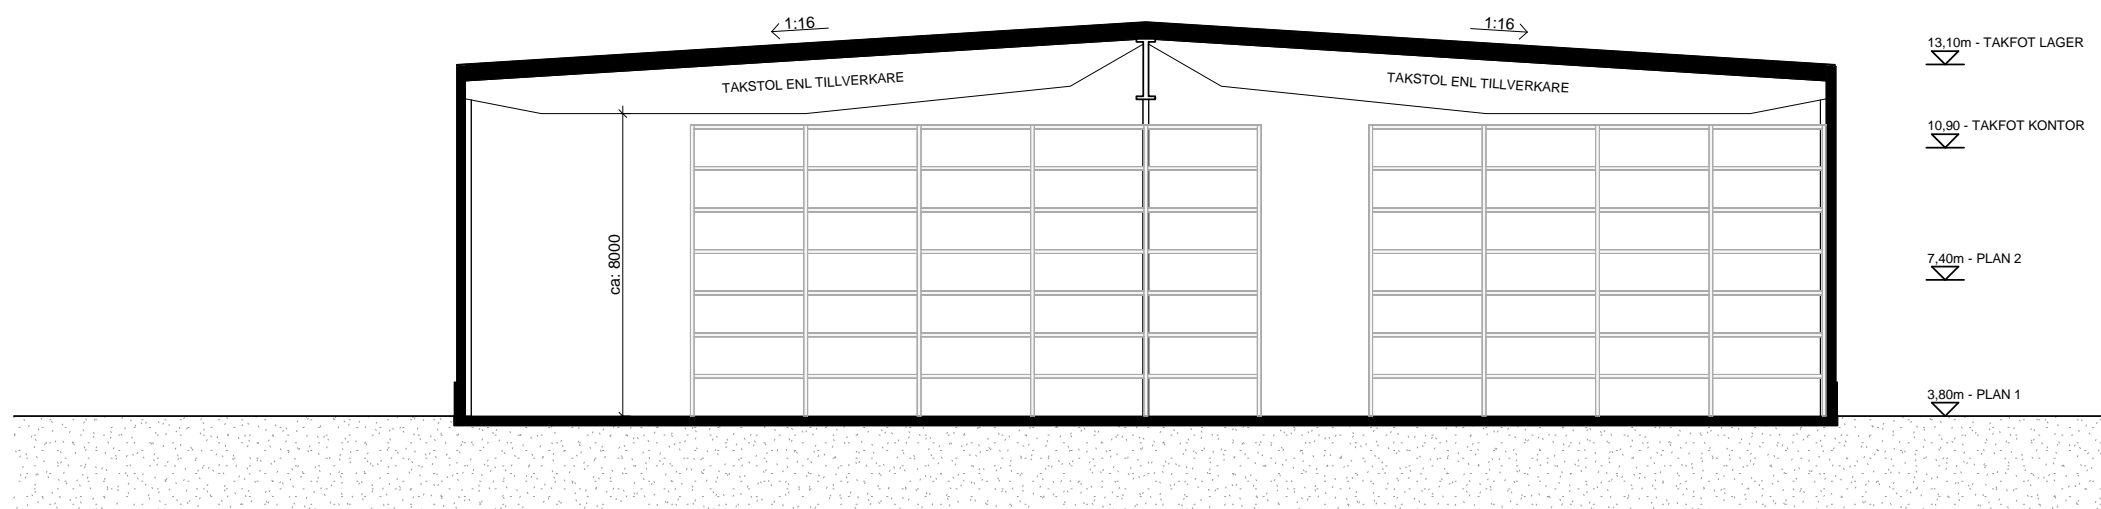 1:16
1:16
13,10m - TAKFOT LAGER
TAKSTOL ENL TILLVERKARE
TAKSTOL ENL TILLVERKARE
10,90 - TAKFOT KONTOR
ca: 8000
7,40m - PLAN 2
3,80m - PLAN 1